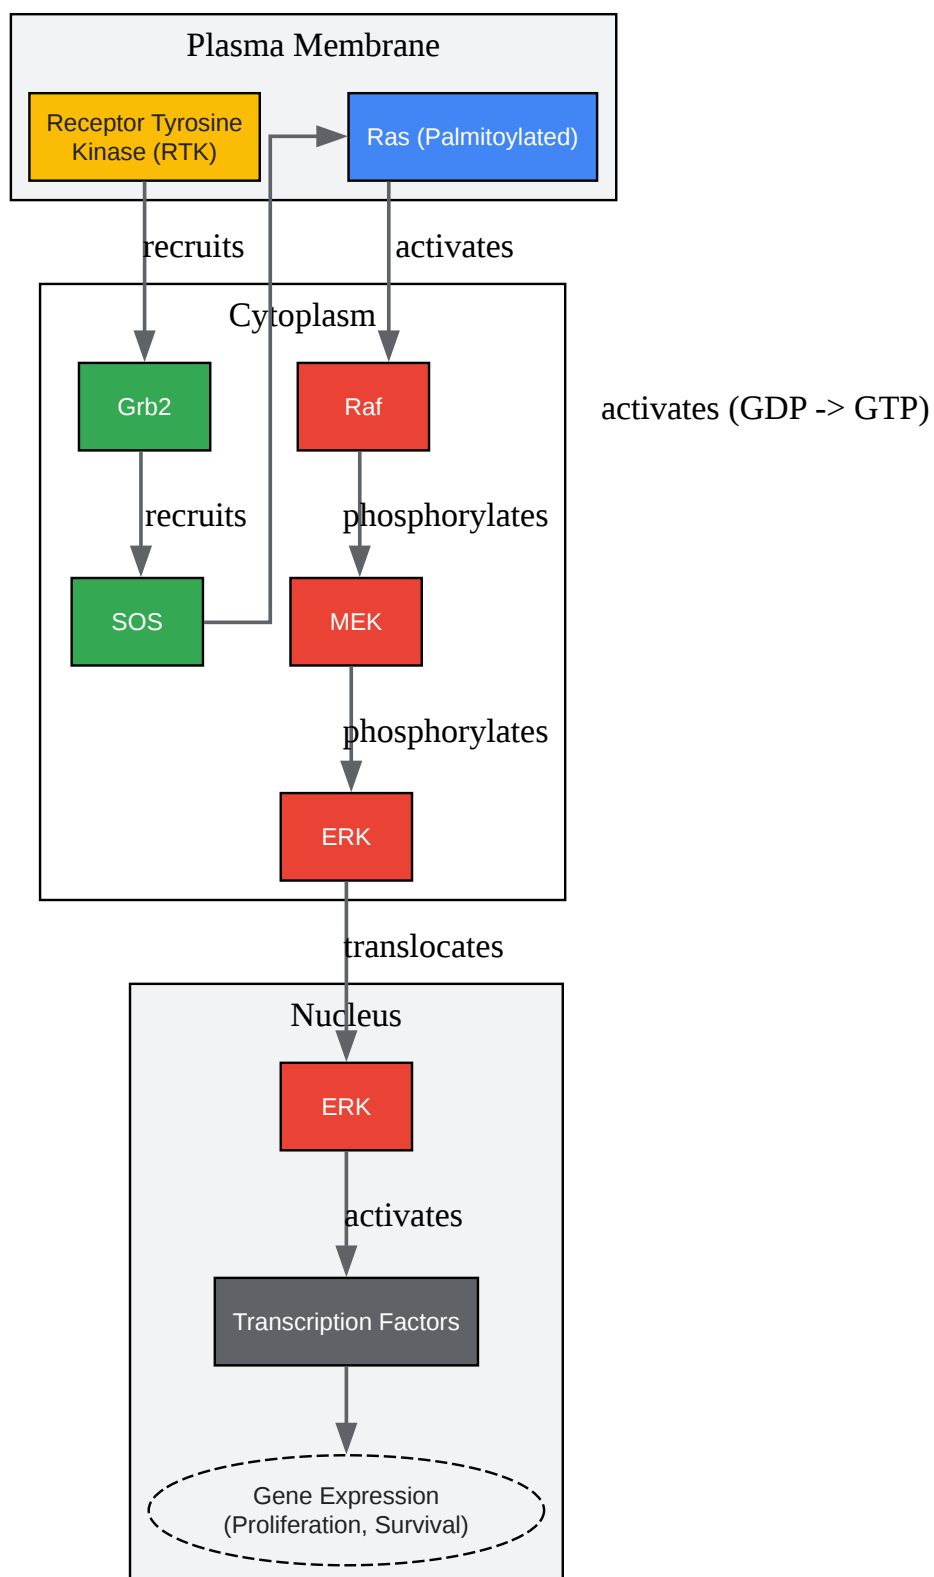 Plasma Membrane
Receptor Tyrosine
Kinase (RTK)
Ras (Palmitoylated)
recruits
activates
Cytoplasm
Grb2
Raf
activates (GDP -> GTP)
recruits
phosphorylates
SOS
MEK
phosphorylates
ERK
translocates
Nucleus
ERK
activates
Transcription Factors
Gene Expression
(Proliferation, Survival)